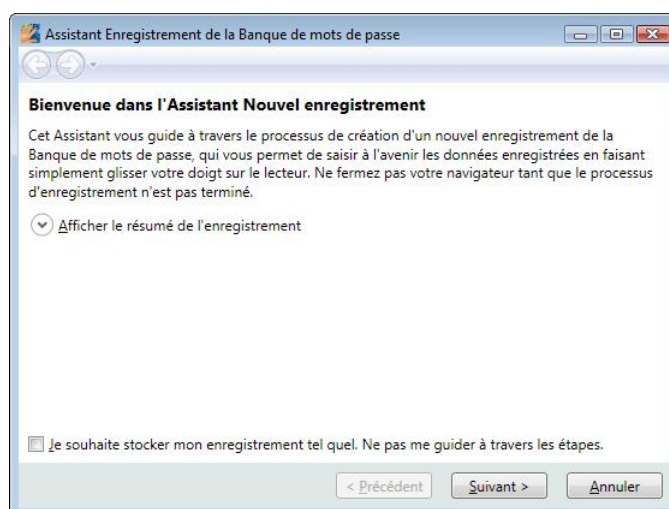 Assistant Enregistrement de la Banque de mots de passe
Bienvenue dans l'Assistant Nouvel enregistrement
Cet Assistant vous guide à travers le processus de création d'un nouvel enregistrement de la
Banque de mots de passe, qui vous permet de saisir à l'avenir les données enregistrées en faisant
simplement glisser votre doigt sur le lecteur. Ne fermez pas votre navigateur tant que le processus
d'enregistrement n'est pas terminé.
Afficher le résumé de l'enregistrement
Je souhaite stocker mon enregistrement tel quel. Ne pas me guider à travers les étapes.
< Précédent Suivant > Annuler